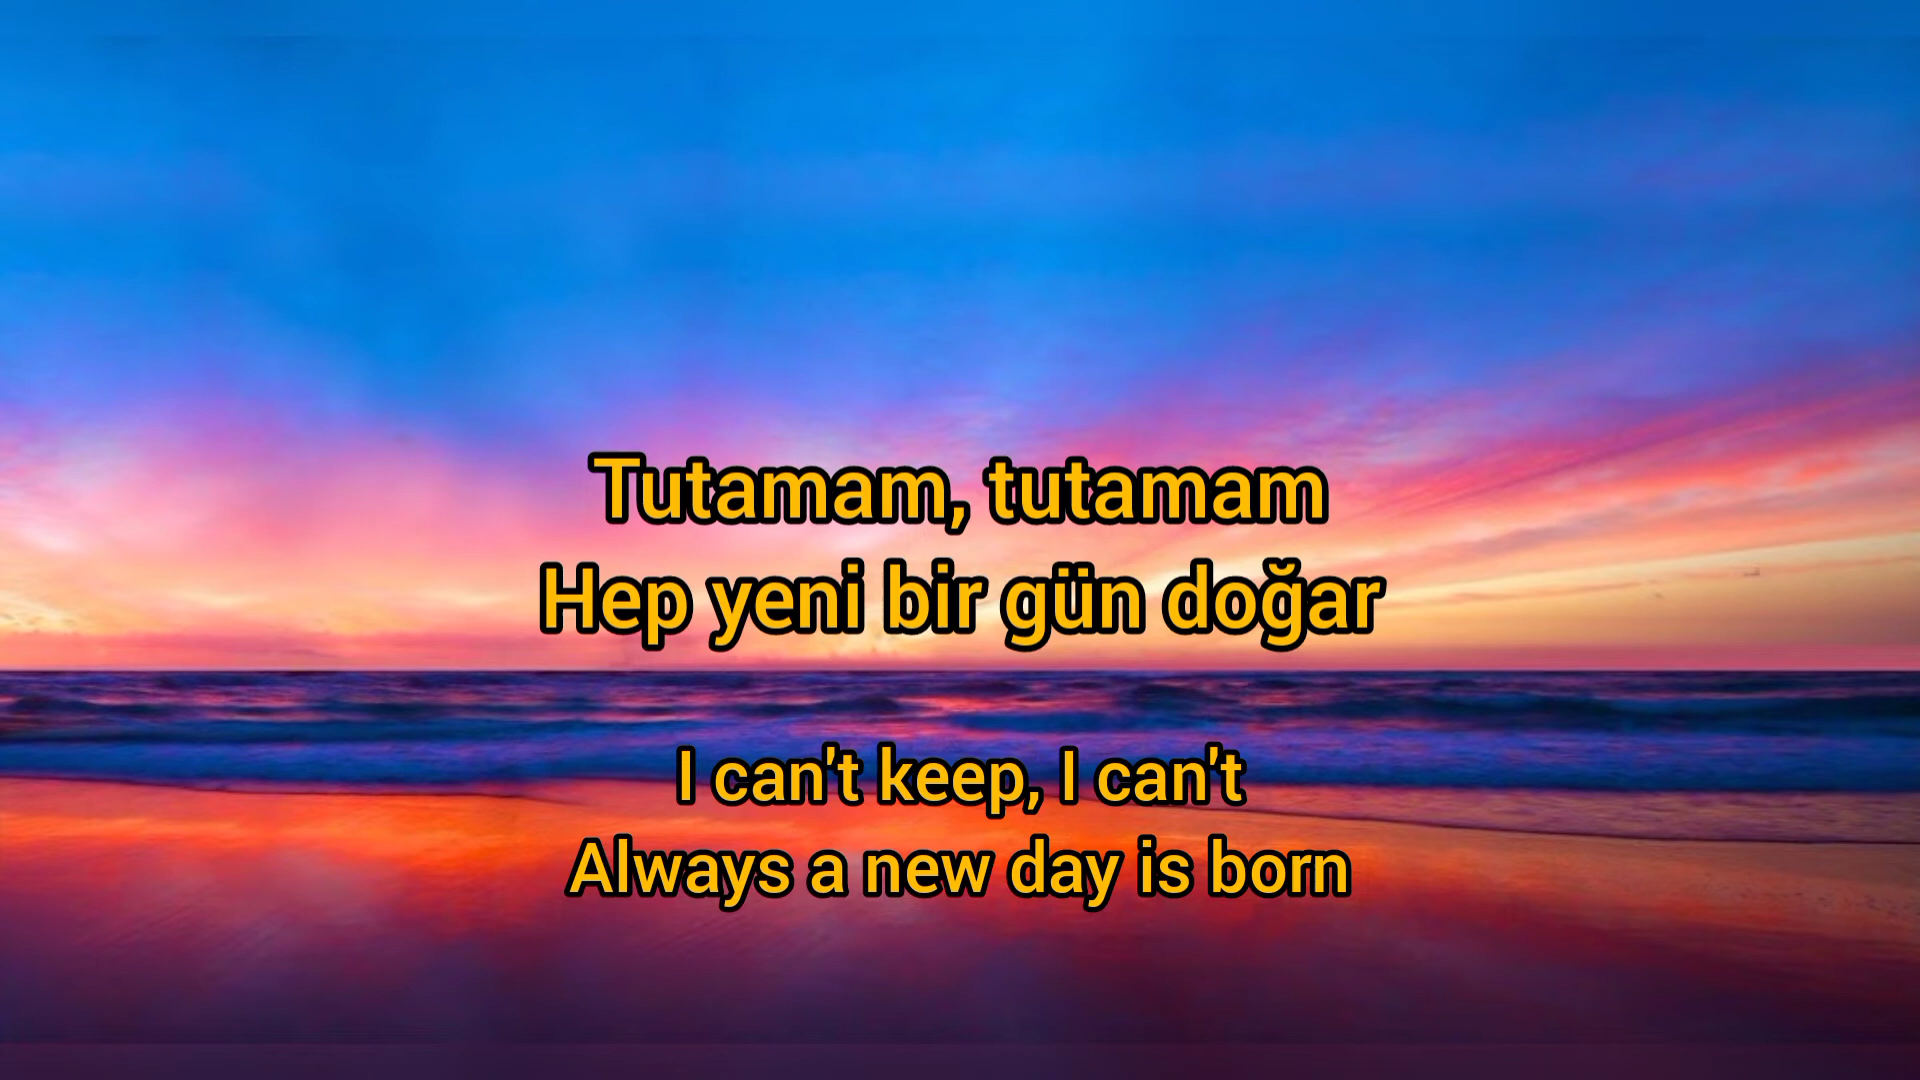 Tutamam, tutamam
Hep yeni bir gün doğar
I can't keep, I can't
Always a new day is born